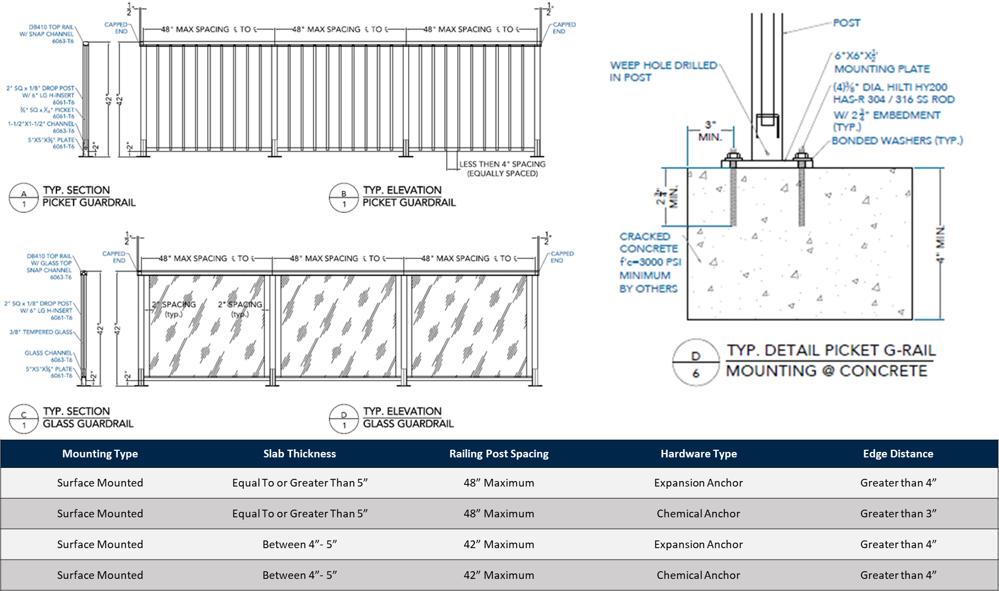 1/2"
1/2"
DB410 TOP RAIL
W/ SNAP CHANNEL
6063-T6
CAPPED
END
48" MAX SPACING ℄ TO ℄
48" MAX SPACING ℄ TO ℄
48" MAX SPACING ℄ TO ℄
CAPPED
END
2" SQ x 1/8" DROP POST
W/ 6" LG H-INSERT
6061-T6
3/4" SQ x 1/16" PICKET
6061-T6
1-1/2"X1-1/2" CHANNEL
6063-T6
5"X5"X3/8" PLATE
6061-T6
42"
42"
2"
2"
LESS THEN 4" SPACING
(EQUALLY SPACED)
A
1
TYP. SECTION
PICKET GUARDRAIL
B
1
TYP. ELEVATION
PICKET GUARDRAIL
1/2"
1/2"
DB410 TOP RAIL
W/ GLASS TOP
SNAP CHANNEL
6063-T6
CAPPED
END
48" MAX SPACING ℄ TO ℄
48" MAX SPACING ℄ TO ℄
48" MAX SPACING ℄ TO ℄
CAPPED
END
2" SQ x 1/8" DROP POST
W/ 6" LG H-INSERT
6061-T6
3/8" TEMPERED GLASS
GLASS CHANNEL
6063-T6
5"X5"X3/8" PLATE
6061-T6
42"
42"
2"
2"
2" SPACING
(typ.)
2" SPACING
(typ.)
C
1
TYP. SECTION
GLASS GUARDRAIL
D
1
TYP. ELEVATION
GLASS GUARDRAIL
POST
WEEP HOLE DRILLED
IN POST
6"X6"X1/2"
MOUNTING PLATE
(4)3/8" DIA. HILTI HY200
HAS-R 304 / 316 SS ROD
W/ 2 3/4" EMBEDMENT
(TYP.)
BONDED WASHERS (TYP.)
3"
MIN.
2 3/4"
MIN.
4" MIN.
CRACKED
CONCRETE
f'c=3000 PSI
MINIMUM
BY OTHERS
D
6
TYP. DETAIL PICKET G-RAIL
MOUNTING @ CONCRETE
Mounting Type Slab Thickness Railing Post Spacing Hardware Type Edge Distance
Surface Mounted Equal To or Greater Than 5” 48” Maximum Expansion Anchor Greater than 4”
Surface Mounted Equal To or Greater Than 5” 48” Maximum Chemical Anchor Greater than 3”
Surface Mounted Between 4”- 5” 42” Maximum Expansion Anchor Greater than 4”
Surface Mounted Between 4”- 5” 42” Maximum Chemical Anchor Greater than 4”